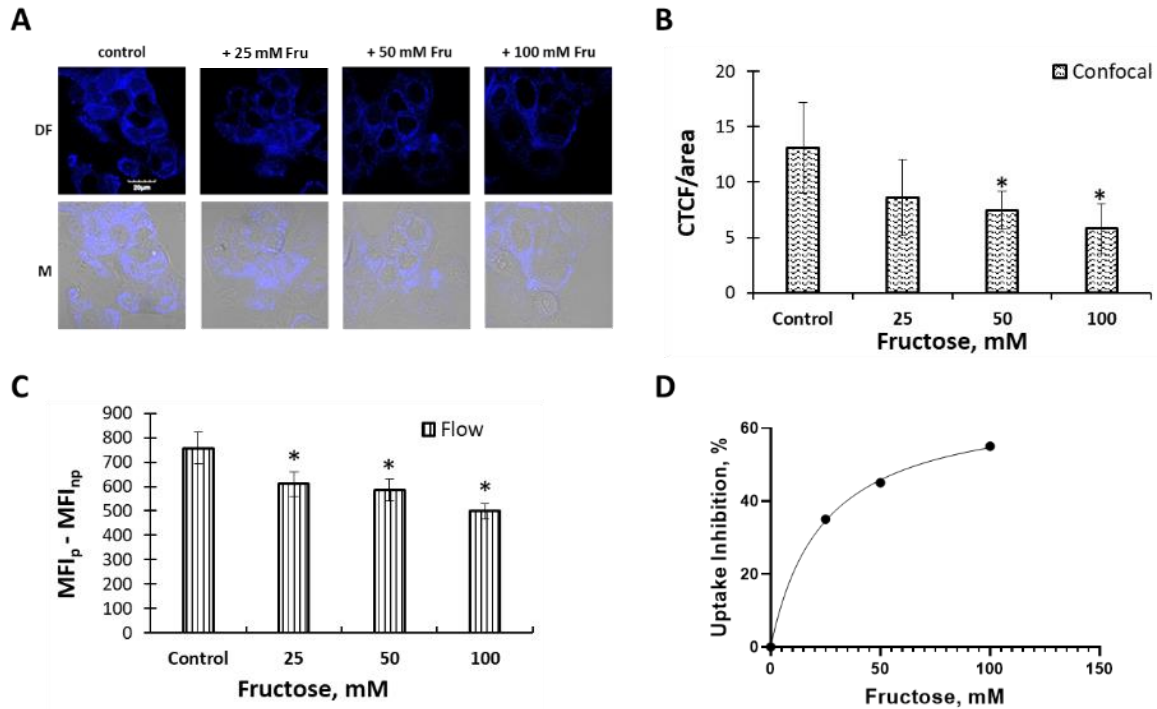 A
control
+ 25 mM Fru
+ 50 mM Fru
+ 100 mM Fru
DF
20µm
M
B
20
15
10
5
0
CTCF/area
Confocal
*
*
Control
25
50
100
Fructose, mM
C
900
800
700
600
500
400
300
200
100
0
MFIp - MFInp
Flow
*
*
*
Control
25
50
100
Fructose, mM
D
60
40
20
0
Uptake Inhibition, %
0
50
100
150
Fructose, mM